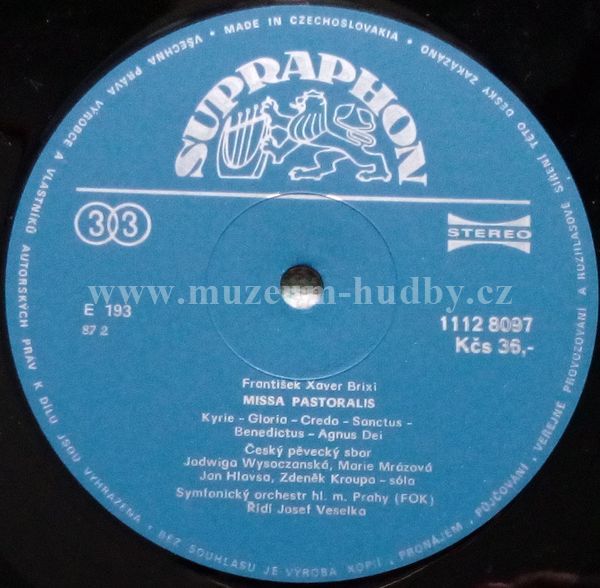 VŠECHNA PRÁVA VÝROBCE A VLASTNÍKŮ AUTORSKÝCH PRÁV K DÍLU JSOU VYHRAZENA • BEZ SOUHLASU JE VÝROBA KOPIÍ, PRONÁJEM, PŮJČOVÁNÍ, VEŘEJNÉ PROVOZOVÁNÍ A ROZHLASOVÉ ŠÍŘENÍ TÉTO DESKY ZAKÁZÁNO • MADE IN CZECHOSLOVAKIA •
SUPRAPHON
33
STEREO
www.muzeum-hudby.cz
E 193
1112 8097
87 2
Kčs 36,-
František Xaver Brixi
MISSA PASTORALIS
Kyrie – Gloria – Credo – Sanctus –
Benedictus – Agnus Dei
Český pěvecký sbor
Jadwiga Wysoczanská, Marie Mrázová
Jan Hlavsa, Zdeněk Kroupa – sóla
Symfonický orchestr hl. m. Prahy (FOK)
Řídí Josef Veselka